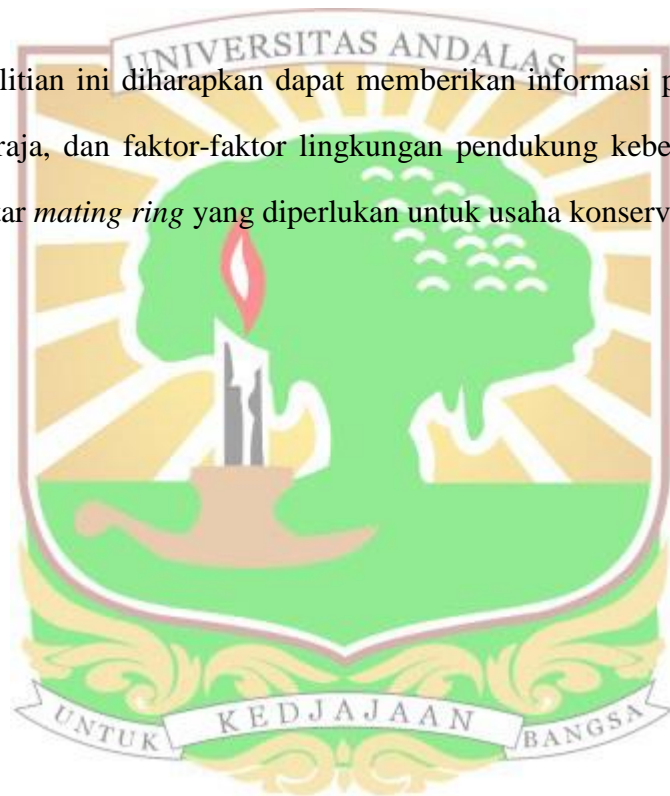 UNIVERSITAS ANDALAS
litian ini diharapkan dapat memberikan informasi p
raja, dan faktor-faktor lingkungan pendukung kebe
tar mating ring yang diperlukan untuk usaha konserv
UNTUK KEDJAJAAN BANGSA